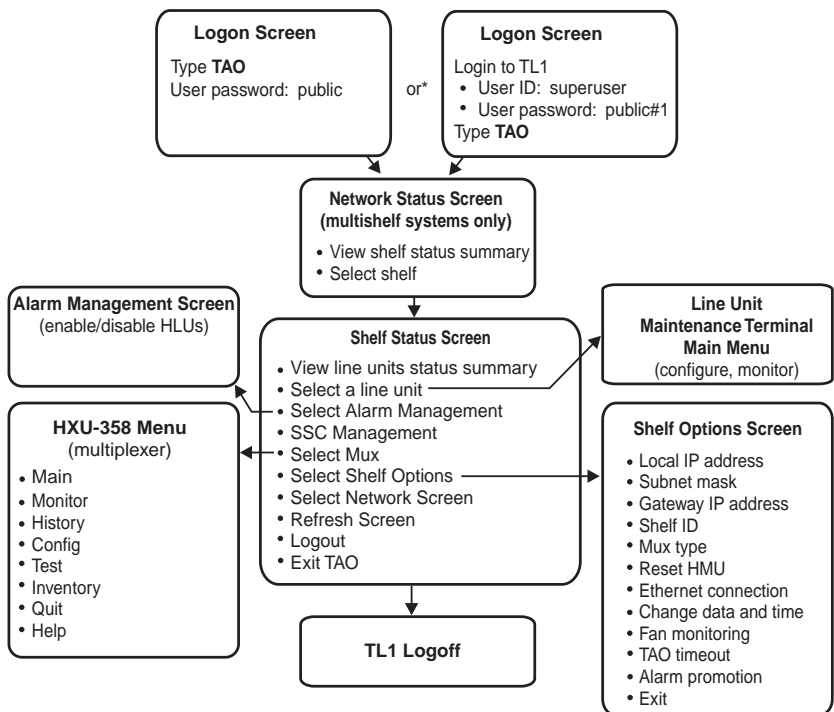 Logon Screen
Type TAO
User password: public
or*
Logon Screen
Login to TL1
• User ID: superuser
• User password: public#1
Type TAO
Network Status Screen
(multishelf systems only)
• View shelf status summary
• Select shelf
Alarm Management Screen
(enable/disable HLUs)
Shelf Status Screen
• View line units status summary
• Select a line unit
• Select Alarm Management
• SSC Management
• Select Mux
• Select Shelf Options
• Select Network Screen
• Refresh Screen
• Logout
• Exit TAO
Line Unit
Maintenance Terminal
Main Menu
(configure, monitor)
HXU-358 Menu
(multiplexer)
• Main
• Monitor
• History
• Config
• Test
• Inventory
• Quit
• Help
Shelf Options Screen
• Local IP address
• Subnet mask
• Gateway IP address
• Shelf ID
• Mux type
• Reset HMU
• Ethernet connection
• Change data and time
• Fan monitoring
• TAO timeout
• Alarm promotion
• Exit
TL1 Logoff